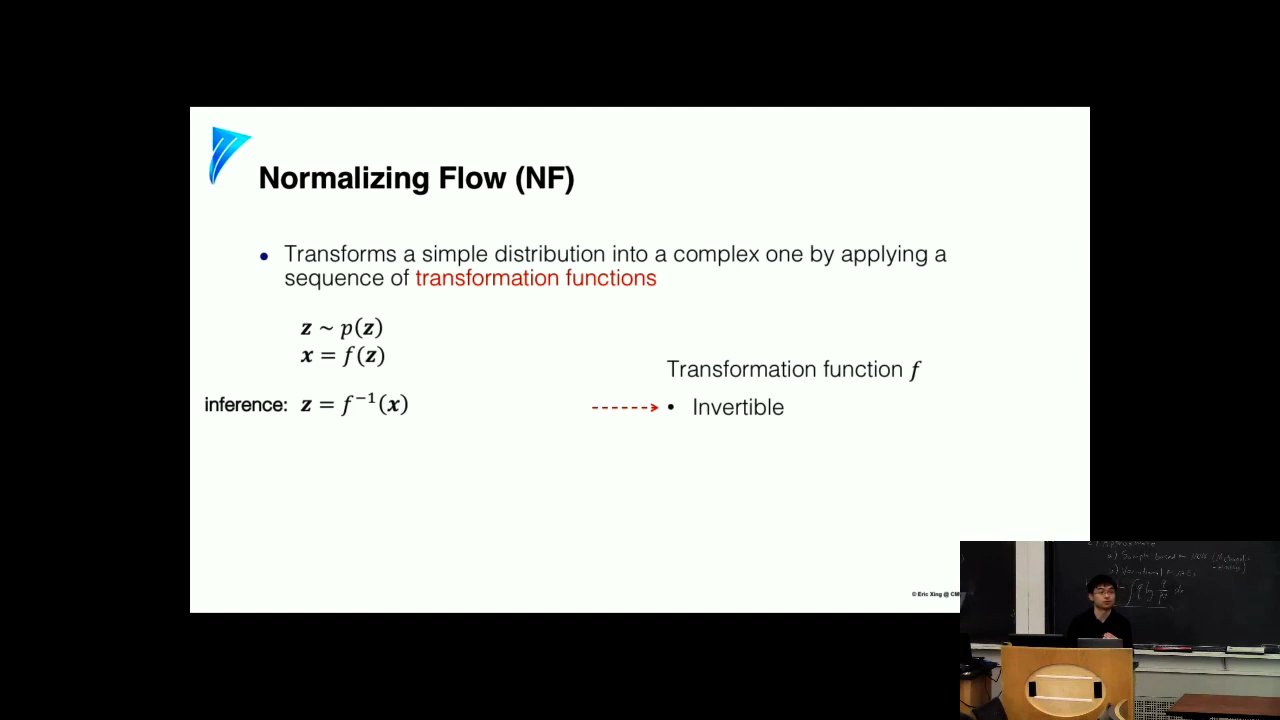 Normalizing Flow (NF)
• Transforms a simple distribution into a complex one by applying a
sequence of transformation functions
z ~ p(z)
x = f(z)
Transformation function f
inference: z = f⁻¹(x)
• Invertible
© Eric Xing @ CM